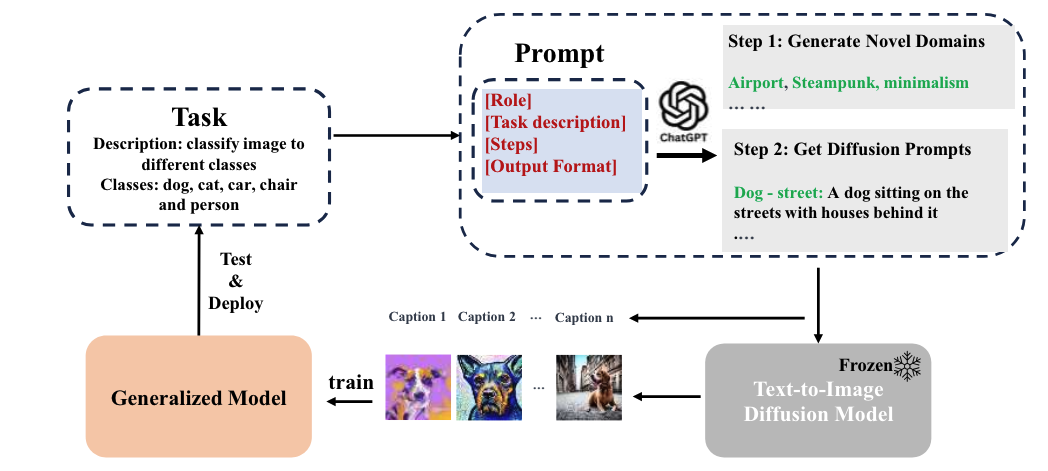 Task
Description: classify image to
different classes
Classes: dog, cat, car, chair
and person
Prompt
[Role]
[Task description]
[Steps]
[Output Format]
ChatGPT
Step 1: Generate Novel Domains
Airport, Steampunk, minimalism
... ...
Step 2: Get Diffusion Prompts
Dog - street: A dog sitting on the
streets with houses behind it
....
Test
&
Deploy
Caption 1 Caption 2 ... Caption n
Generalized Model
train
...
Frozen
Text-to-Image
Diffusion Model